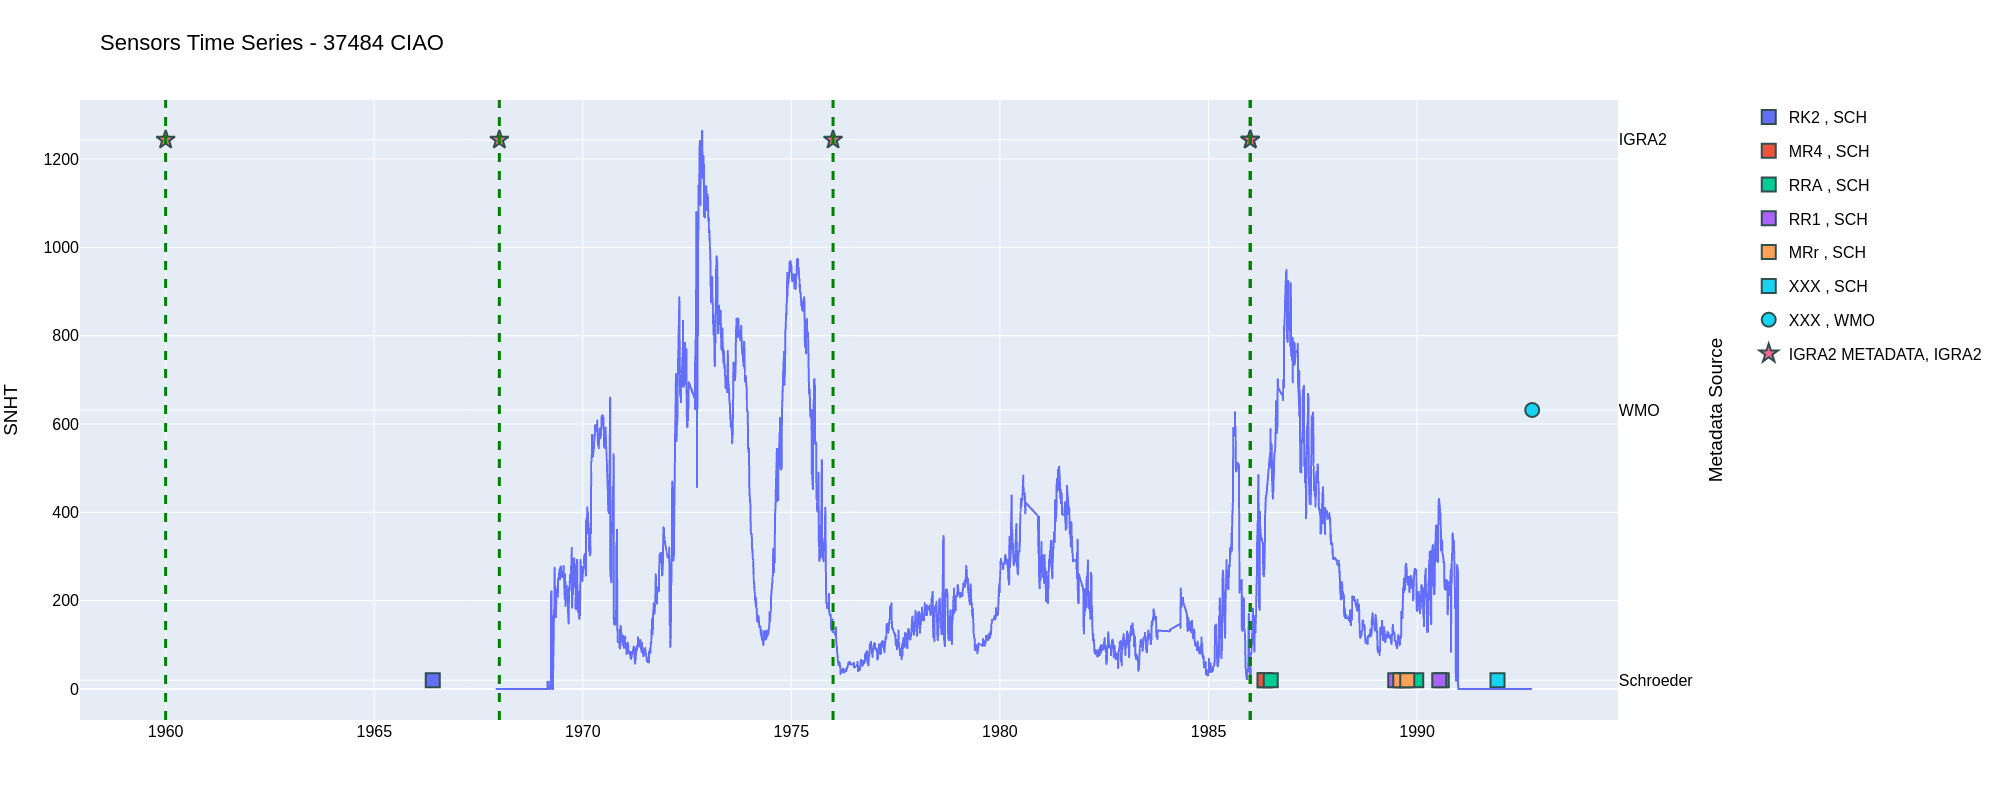 Sensors Time Series - 37484 CIAO
SNHT
1200
1000
800
600
400
200
0
1960
1965
1970
1975
1980
1985
1990
IGRA2
WMO
Schroeder
Metadata Source
RK2 , SCH
MR4 , SCH
RRA , SCH
RR1 , SCH
MRr , SCH
XXX , SCH
XXX , WMO
IGRA2 METADATA, IGRA2